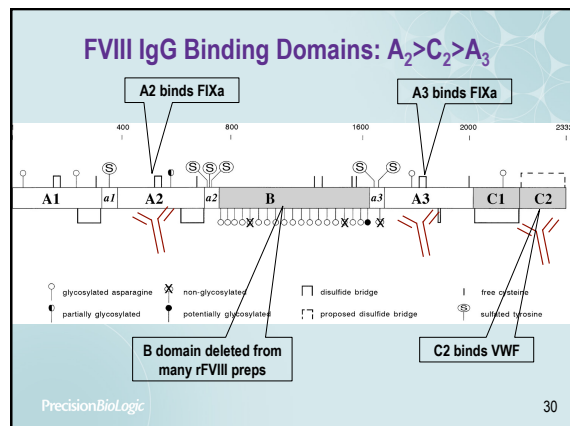 FVIII IgG Binding Domains: A2>C2>A3
A2 binds FIXa
A3 binds FIXa
400 800 1600 2000 2332
S S S S S S
A1 a1 A2 a2 B a3 A3 C1 C2
glycosylated asparagine
non-glycosylated
disulfide bridge
free cysteine
partially glycosylated
potentially glycosylated
proposed disulfide bridge
S sulfated tyrosine
B domain deleted from
many rFVIII preps
C2 binds VWF
PrecisionBioLogic
30